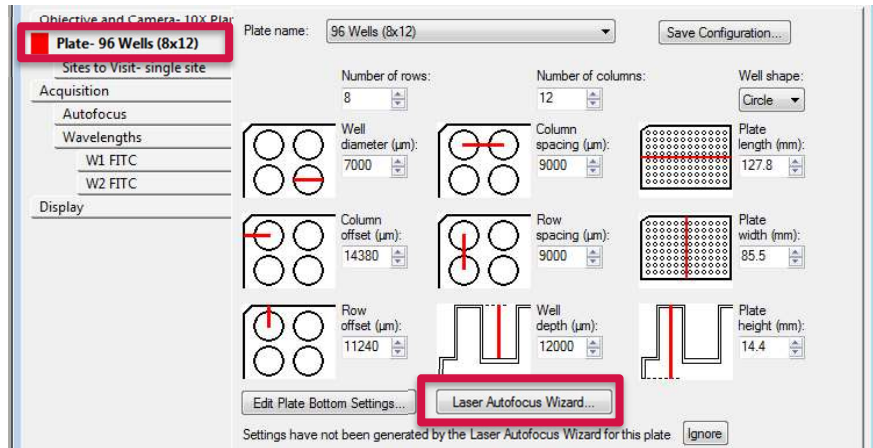 Objective and Camera- 10X Plan
Plate- 96 Wells (8x12)
Sites to Visit- single site
Acquisition
Autofocus
Wavelengths
W1 FITC
W2 FITC
Display
Plate name: 96 Wells (8x12) Save Configuration...
Number of rows: Number of columns: Well shape:
8 12 Circle
Well diameter (µm): 7000
Column spacing (µm): 9000
Plate length (mm): 127.8
Column offset (µm): 14380
Row spacing (µm): 9000
Plate width (mm): 85.5
Row offset (µm): 11240
Well depth (µm): 12000
Plate height (mm): 14.4
Edit Plate Bottom Settings... Laser Autofocus Wizard...
Settings have not been generated by the Laser Autofocus Wizard for this plate Ignore